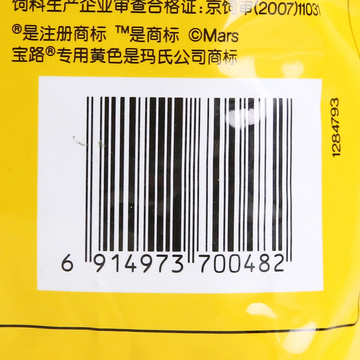 饲料生产企业审查合格证:京饲审(2007)11031
®是注册商标 ™是商标 ©Mars
宝路®专用黄色是玛氏公司商标
1284793
6 914973 700482